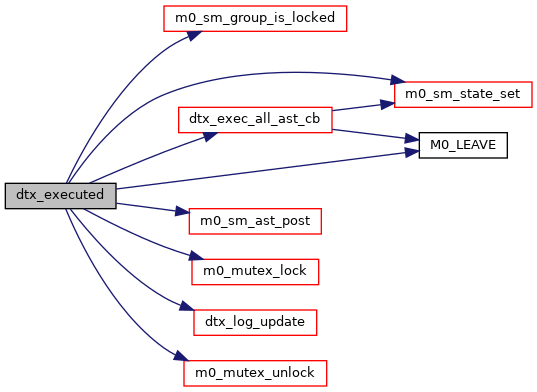 m0_sm_group_is_locked
m0_sm_state_set
dtx_exec_all_ast_cb
M0_LEAVE
dtx_executed
m0_sm_ast_post
m0_mutex_lock
dtx_log_update
m0_mutex_unlock